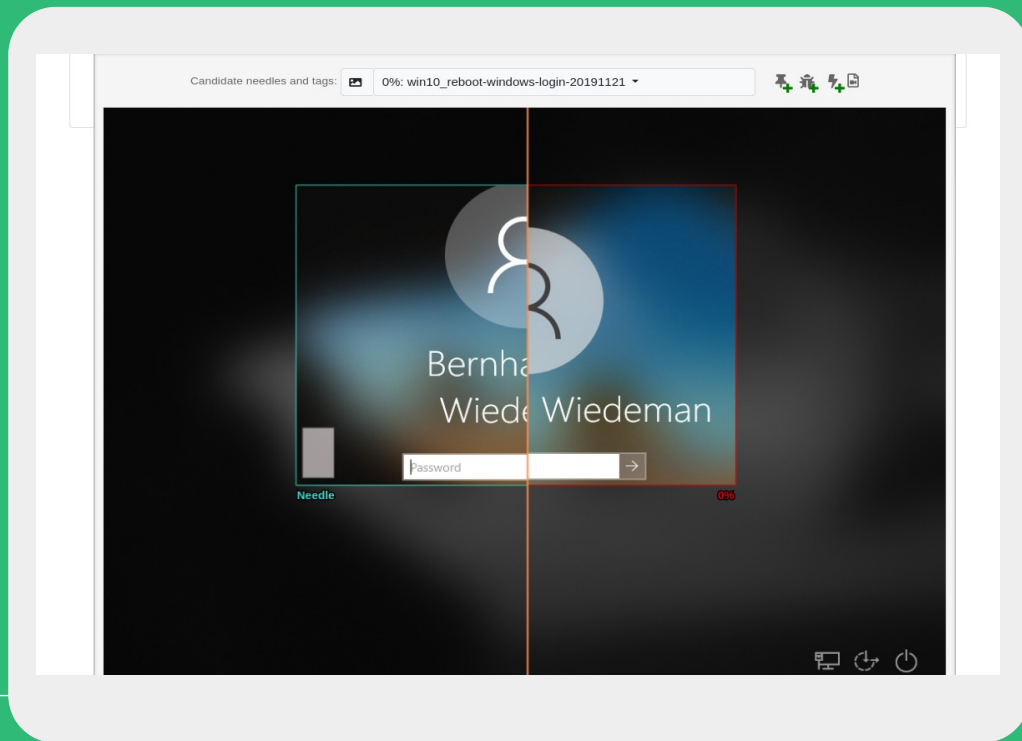 Candidate needles and tags:
0%: win10_reboot-windows-login-20191121
Bernha
Wiede Wiedeman
Password
Needle
0%